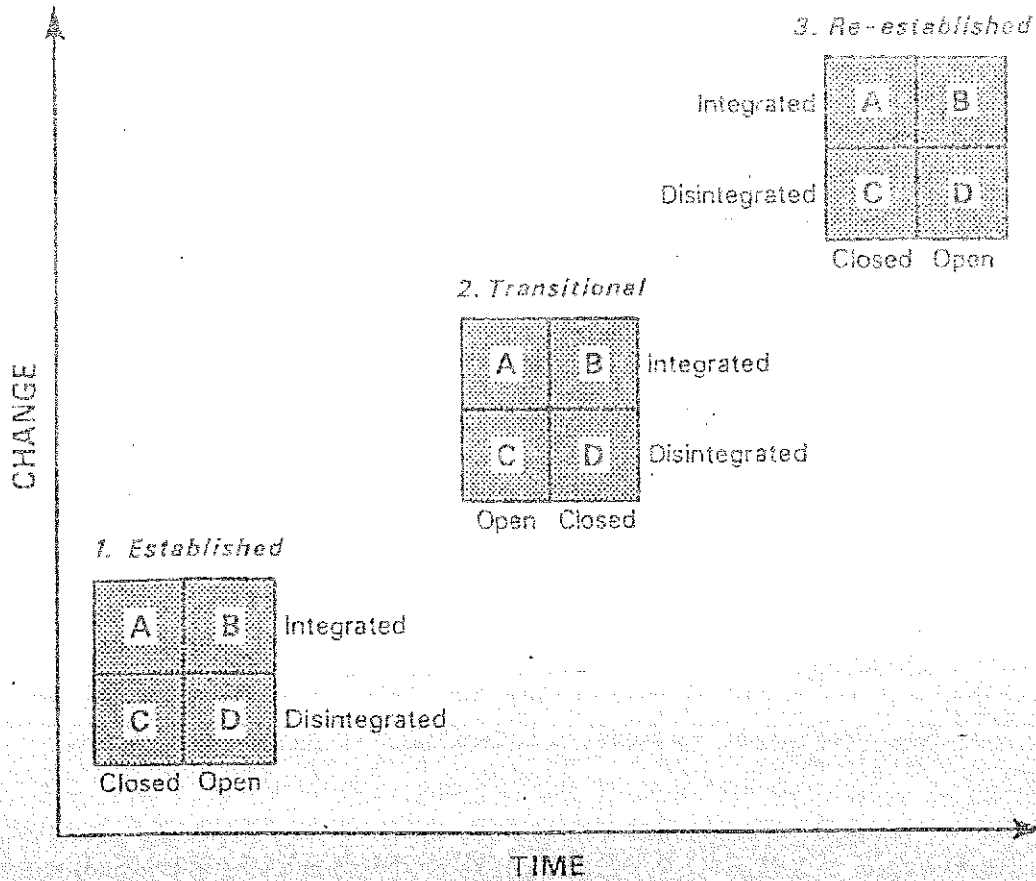 3. Re-established
Integrated A B
Disintegrated C D
Closed Open
2. Transitional
A B Integrated
C D Disintegrated
Open Closed
CHANGE
1. Established
A B Integrated
C D Disintegrated
Closed Open
TIME